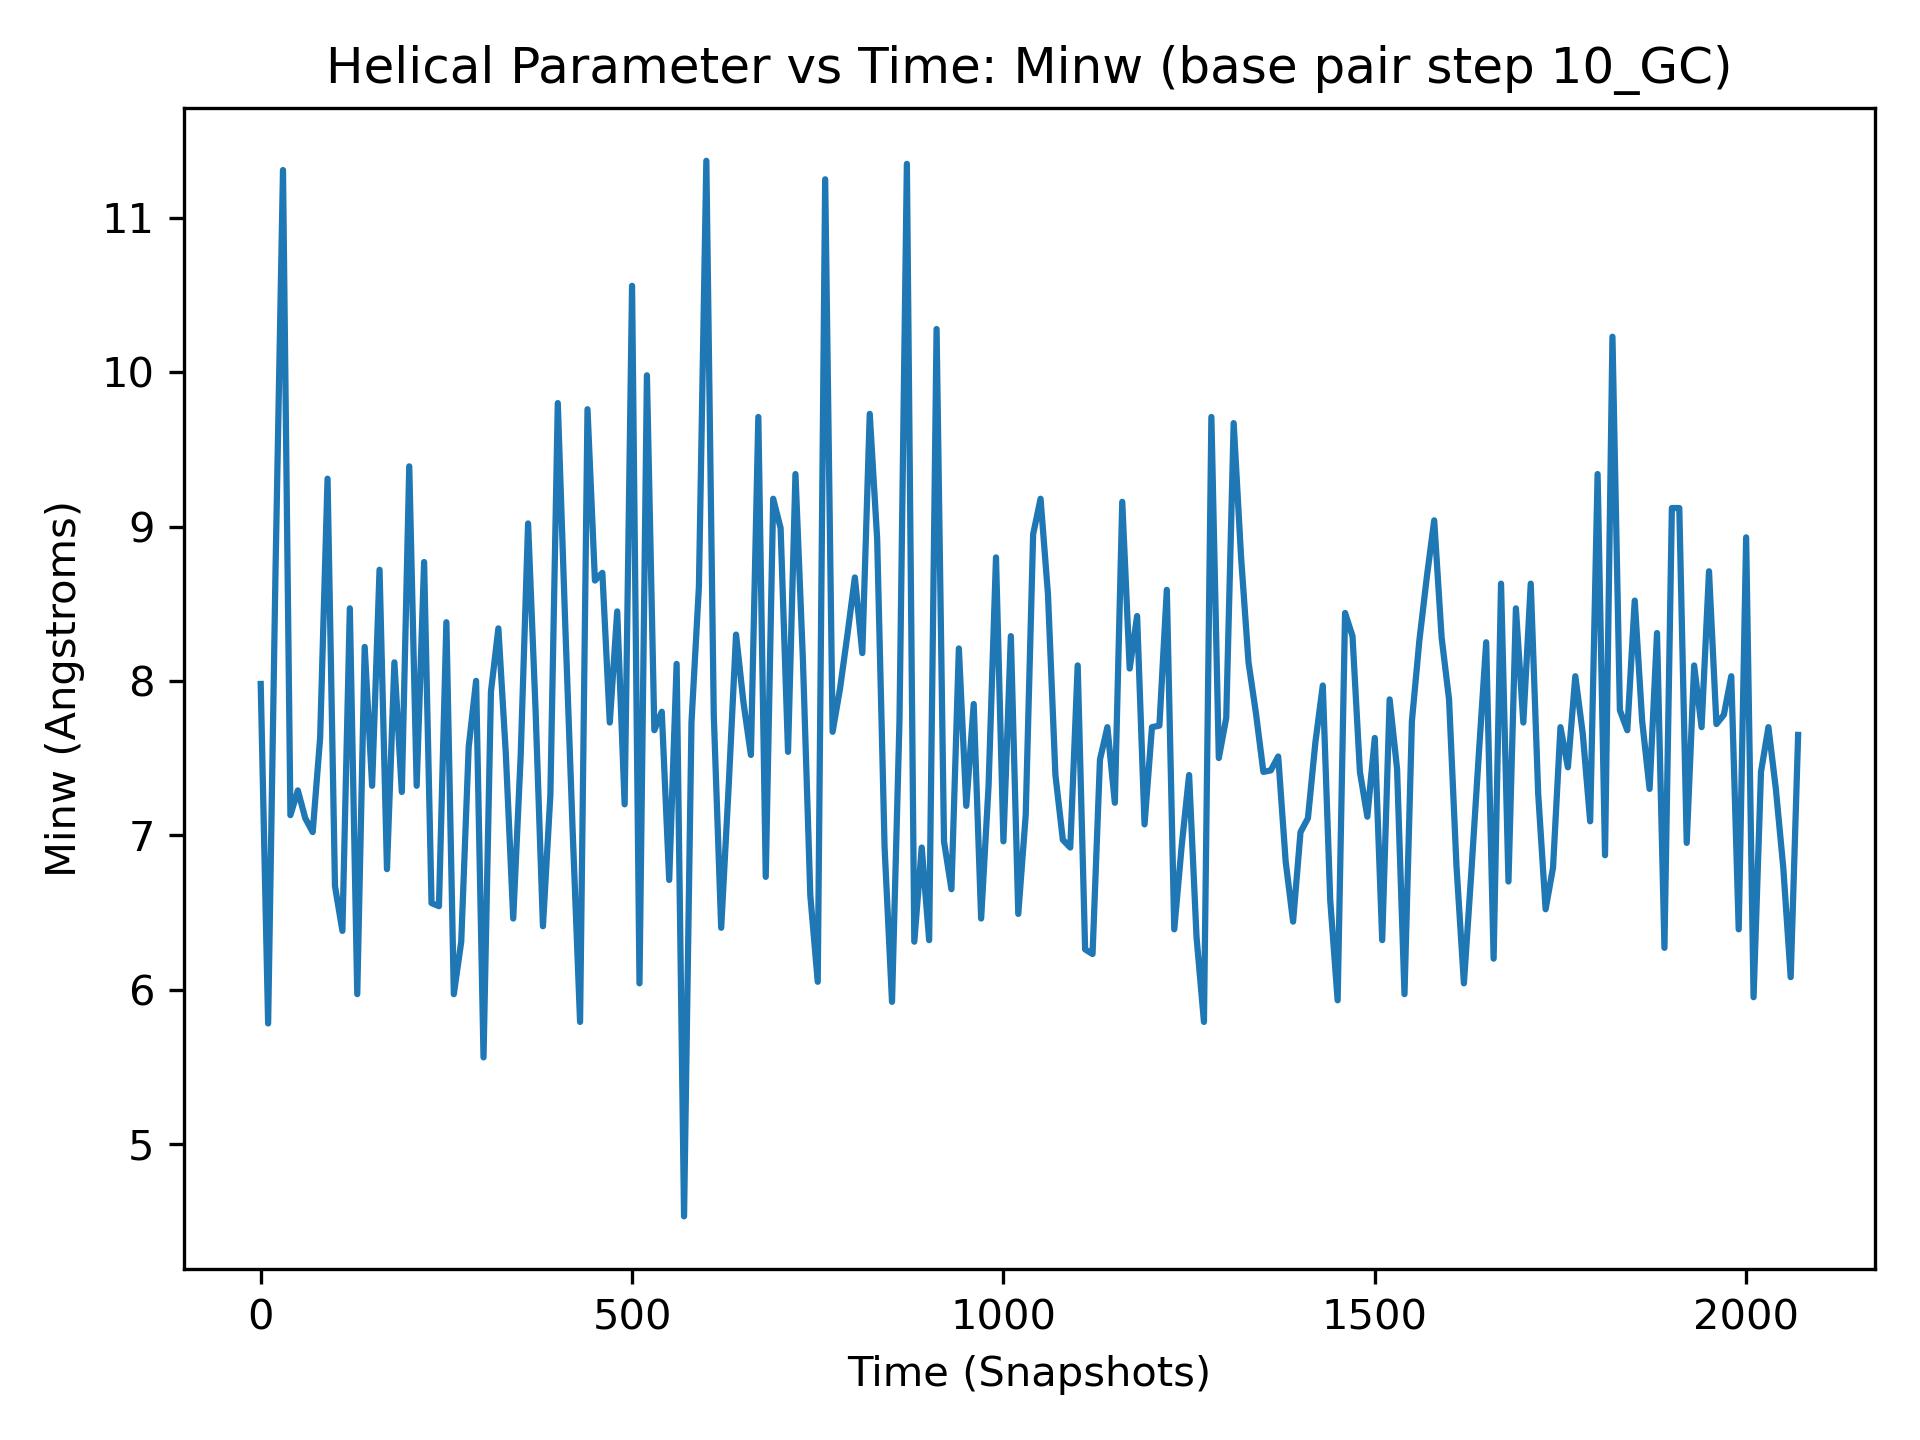 Helical Parameter vs Time: Minw (base pair step 10_GC)
Minw (Angstroms)
11
10
9
8
7
6
5
0 500 1000 1500 2000
Time (Snapshots)